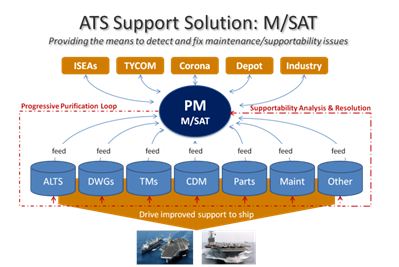 ATS Support Solution: M/SAT
Providing the means to detect and fix maintenance/supportability issues
ISEAs TYCOM Corona Depot Industry
Progressive Purification Loop
PM
M/SAT
Supportability Analysis & Resolution
feed feed feed feed feed feed feed
ALTS DWGs TMs CDM Parts Maint Other
Drive improved support to ship